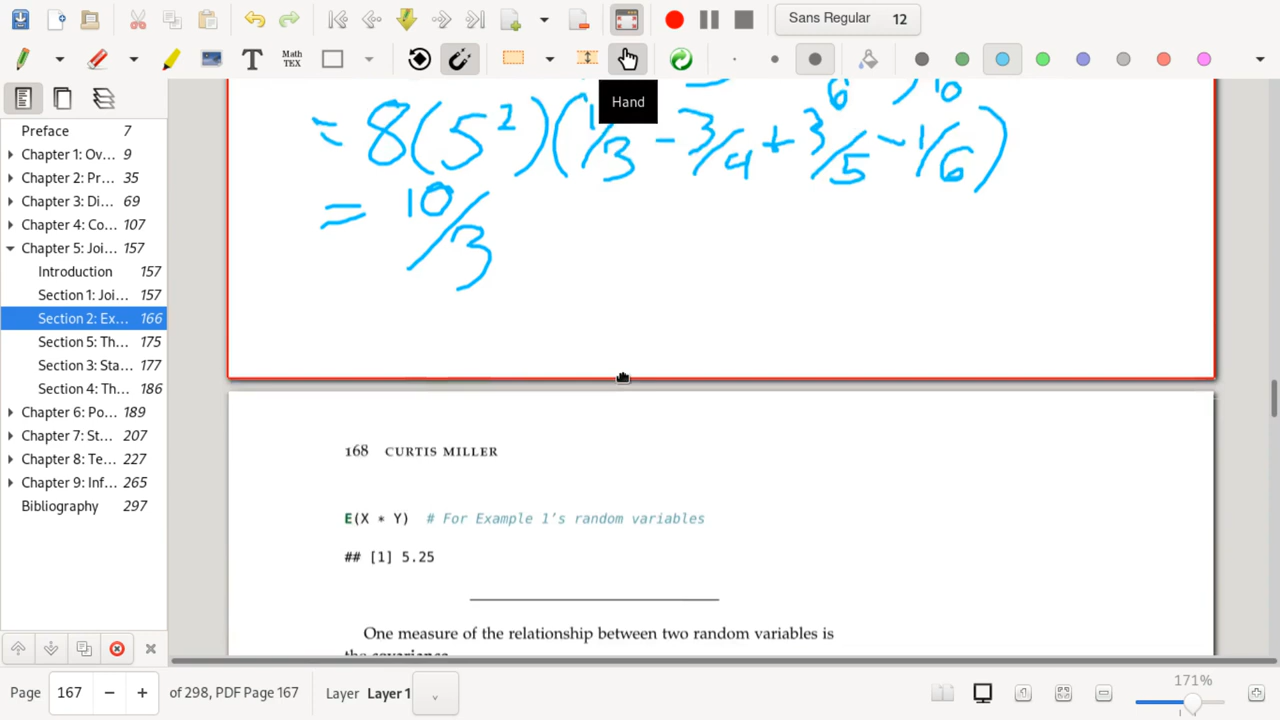 Sans Regular 12
T Math TEX
Hand
Preface 7
Chapter 1: Ov... 9
Chapter 2: Pr... 35
Chapter 3: Di... 69
Chapter 4: Co... 107
Chapter 5: Joi... 157
Introduction 157
Section 1: Joi... 157
Section 2: Ex... 166
Section 5: Th... 175
Section 3: Sta... 177
Section 4: Th... 186
Chapter 6: Po... 189
Chapter 7: St... 207
Chapter 8: Te... 227
Chapter 9: Inf... 265
Bibliography 297
6 10
= 8(5²)(1/3 - 3/4 + 3/5 - 1/6)
= 10/3
168 CURTIS MILLER
E(X * Y) # For Example 1's random variables
## [1] 5.25
One measure of the relationship between two random variables is
the covariance
Page 167 of 298, PDF Page 167 Layer Layer 1 171%